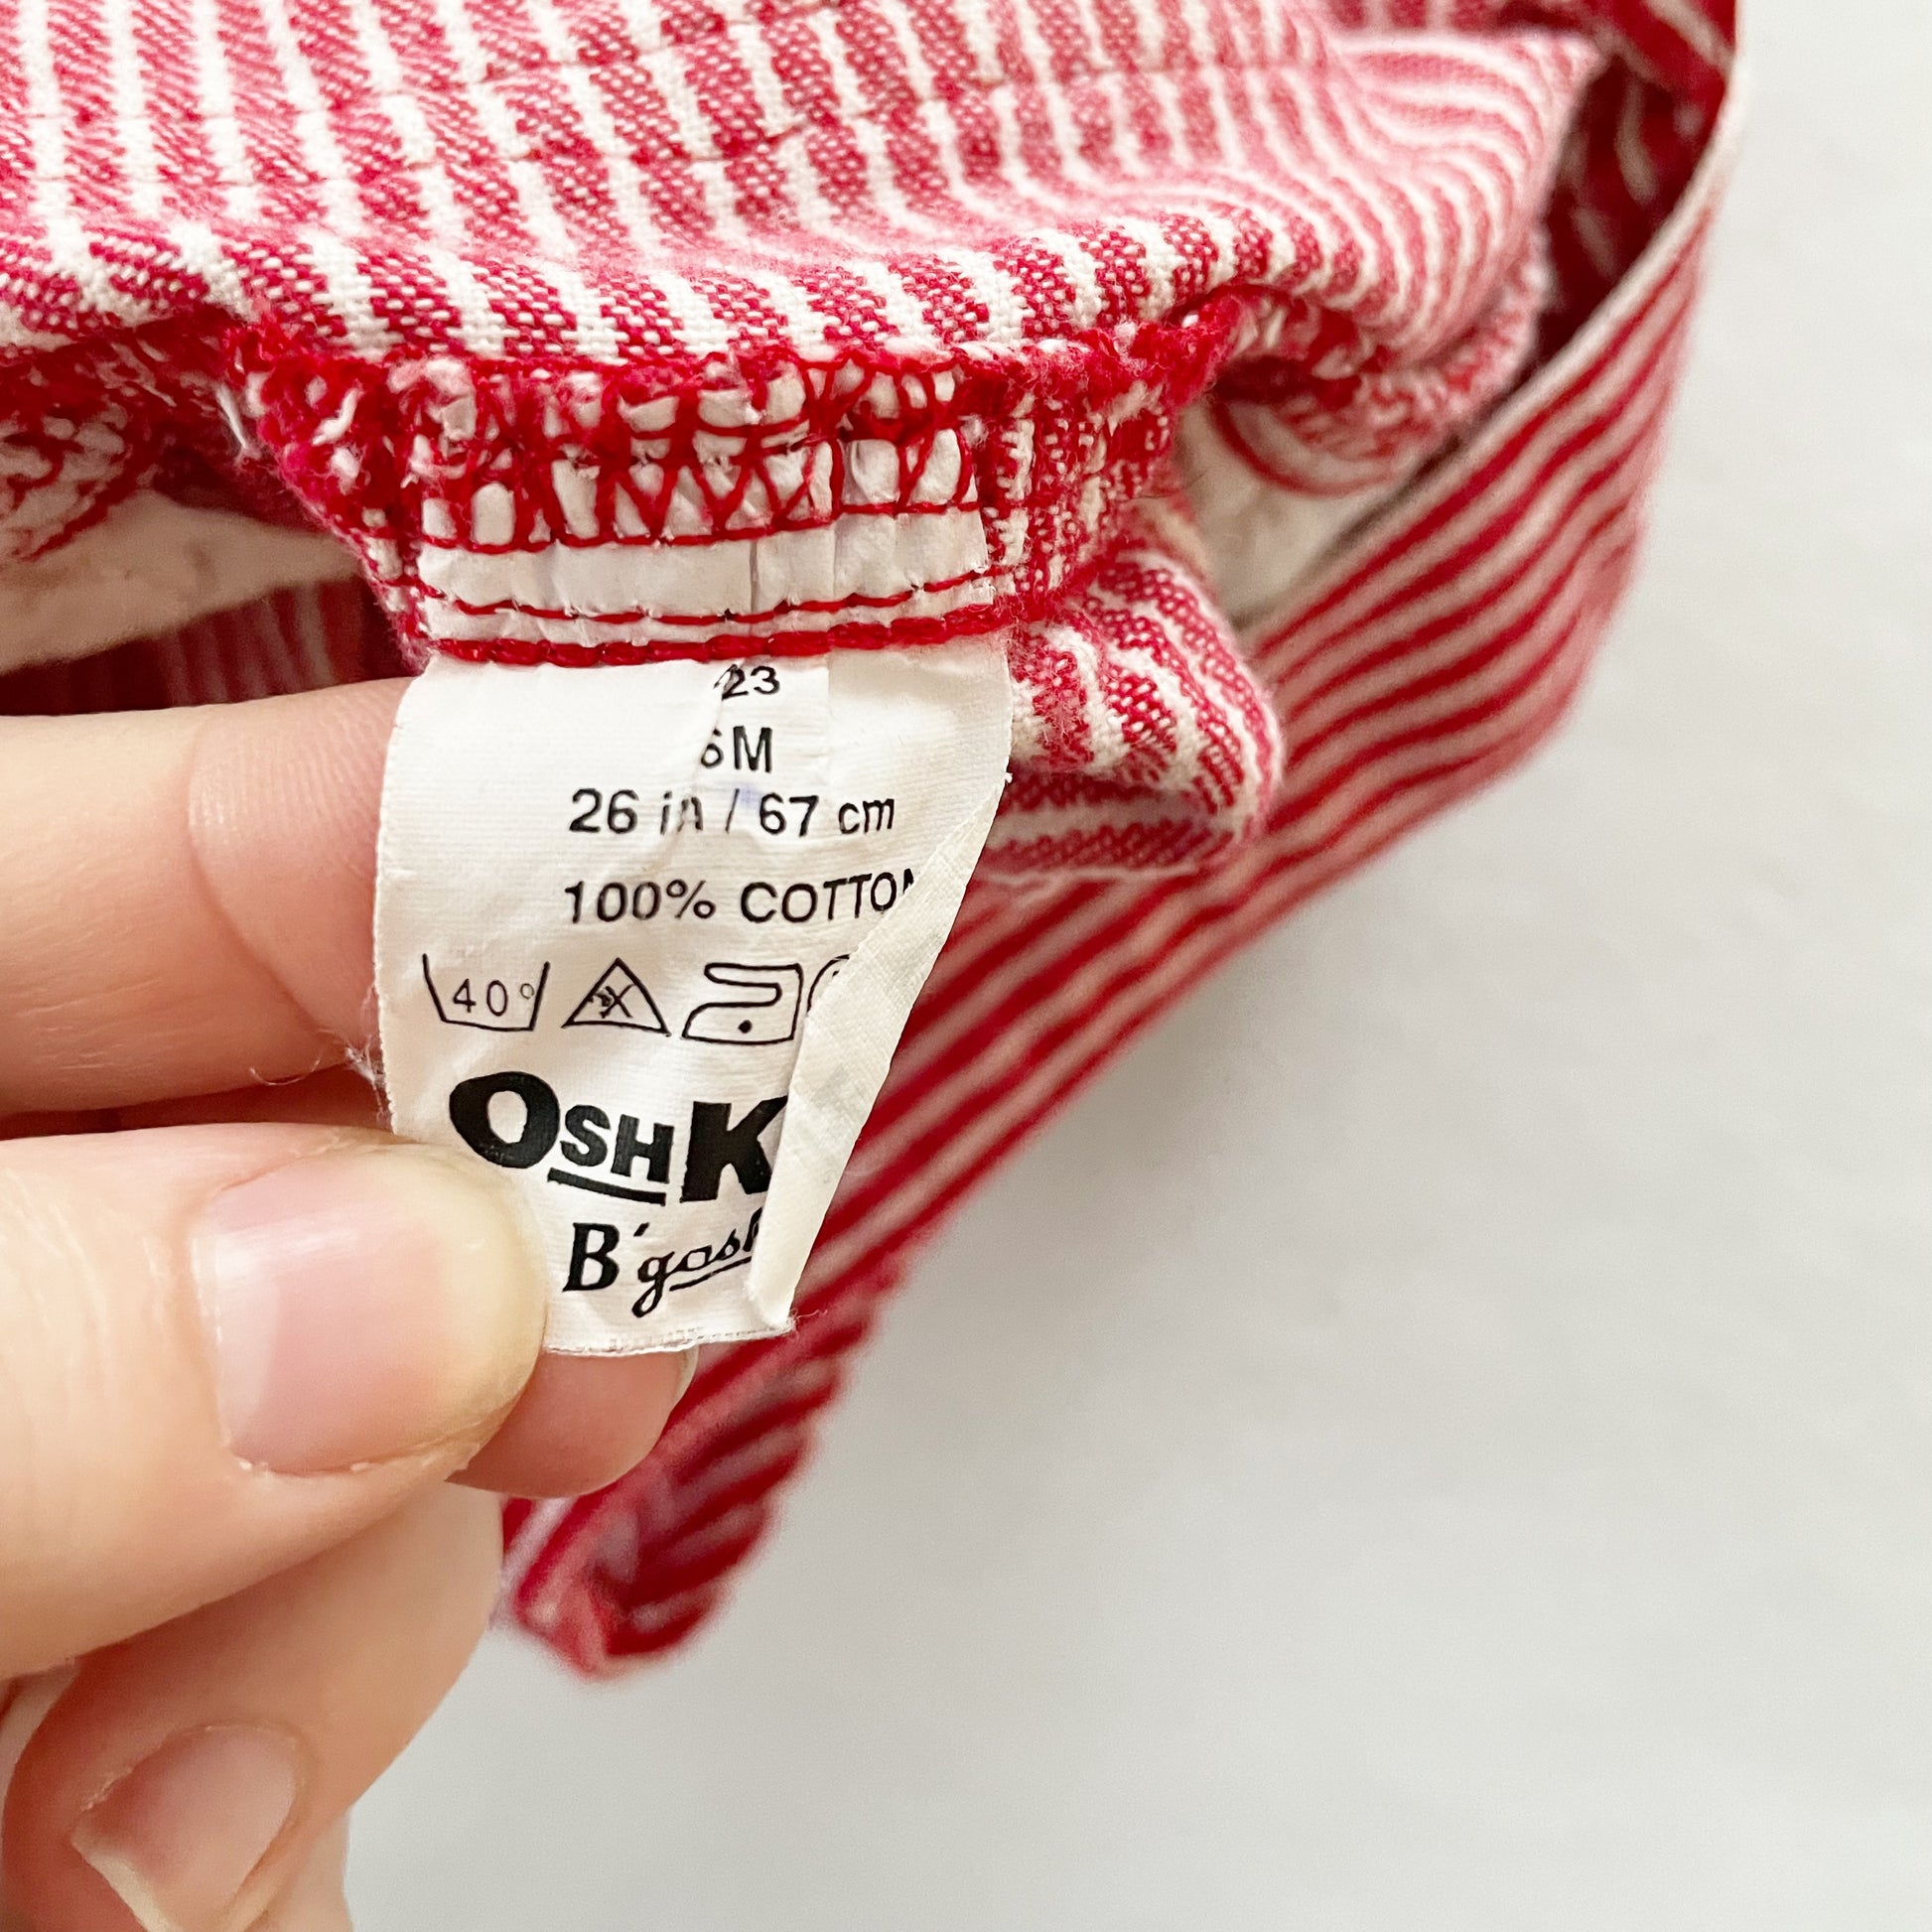 23
6M
26 in / 67 cm
100% COTTON
40°
OSHK
B'gosh